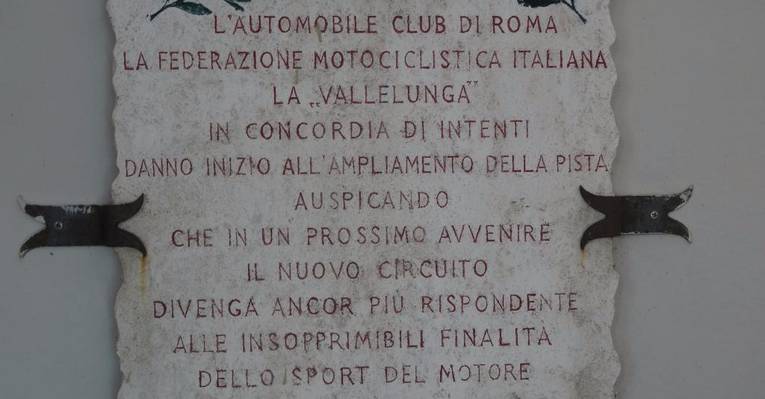 L'AUTOMOBILE CLUB DI ROMA
LA FEDERAZIONE MOTOCICLISTICA ITALIANA
LA „VALLELUNGA"
IN CONCORDIA DI INTENTI
DANNO INIZIO ALL'AMPLIAMENTO DELLA PISTA
AUSPICANDO
CHE IN UN PROSSIMO AVVENIRE
IL NUOVO CIRCUITO
DIVENGA ANCOR PIÙ RISPONDENTE
ALLE INSOPPRIMIBILI FINALITÀ
DELLO SPORT DEL MOTORE